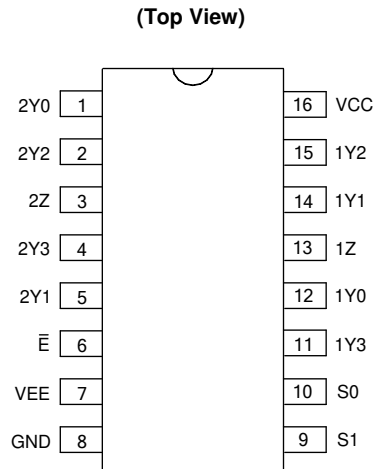 (Top View)
2Y0 1 16 VCC
2Y2 2 15 1Y2
2Z 3 14 1Y1
2Y3 4 13 1Z
2Y1 5 12 1Y0
E̅ 6 11 1Y3
VEE 7 10 S0
GND 8 9 S1